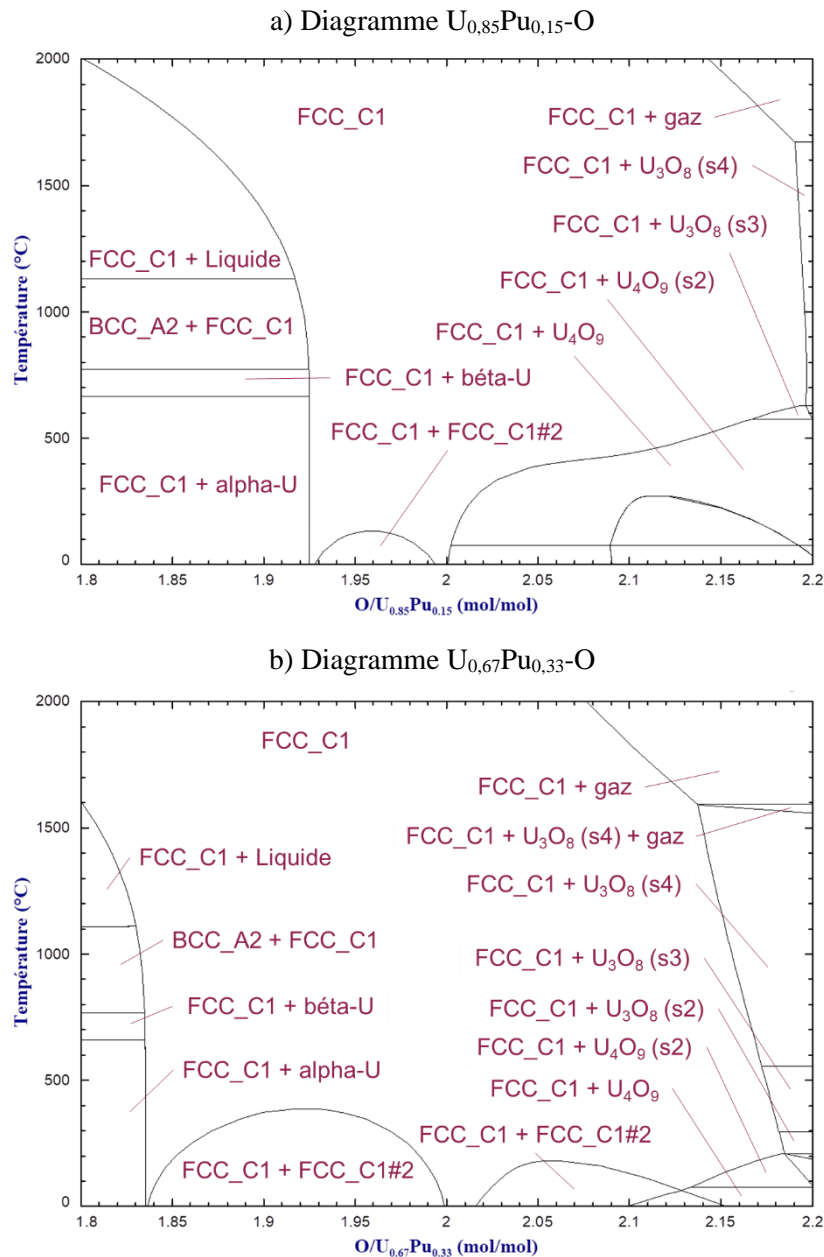 a) Diagramme U₀,₈₅Pu₀,₁₅-O
2000
FCC_C1
FCC_C1 + gaz
FCC_C1 + U₃O₈ (s4)
1500
FCC_C1 + U₃O₈ (s3)
FCC_C1 + Liquide
FCC_C1 + U₄O₉ (s2)
1000
BCC_A2 + FCC_C1
FCC_C1 + U₄O₉
FCC_C1 + béta-U
FCC_C1 + FCC_C1#2
500
FCC_C1 + alpha-U
0
Température (°C)
1.8 1.85 1.9 1.95 2 2.05 2.1 2.15 2.2
O/U₀.₈₅Pu₀.₁₅ (mol/mol)
b) Diagramme U₀,₆₇Pu₀,₃₃-O
2000
FCC_C1
FCC_C1 + gaz
1500
FCC_C1 + U₃O₈ (s4) + gaz
FCC_C1 + Liquide
FCC_C1 + U₃O₈ (s4)
BCC_A2 + FCC_C1
1000
FCC_C1 + U₃O₈ (s3)
FCC_C1 + béta-U
FCC_C1 + U₃O₈ (s2)
FCC_C1 + U₄O₉ (s2)
FCC_C1 + alpha-U
500
FCC_C1 + U₄O₉
FCC_C1 + FCC_C1#2
FCC_C1 + FCC_C1#2
0
Température (°C)
1.8 1.85 1.9 1.95 2 2.05 2.1 2.15 2.2
O/U₀.₆₇Pu₀.₃₃ (mol/mol)